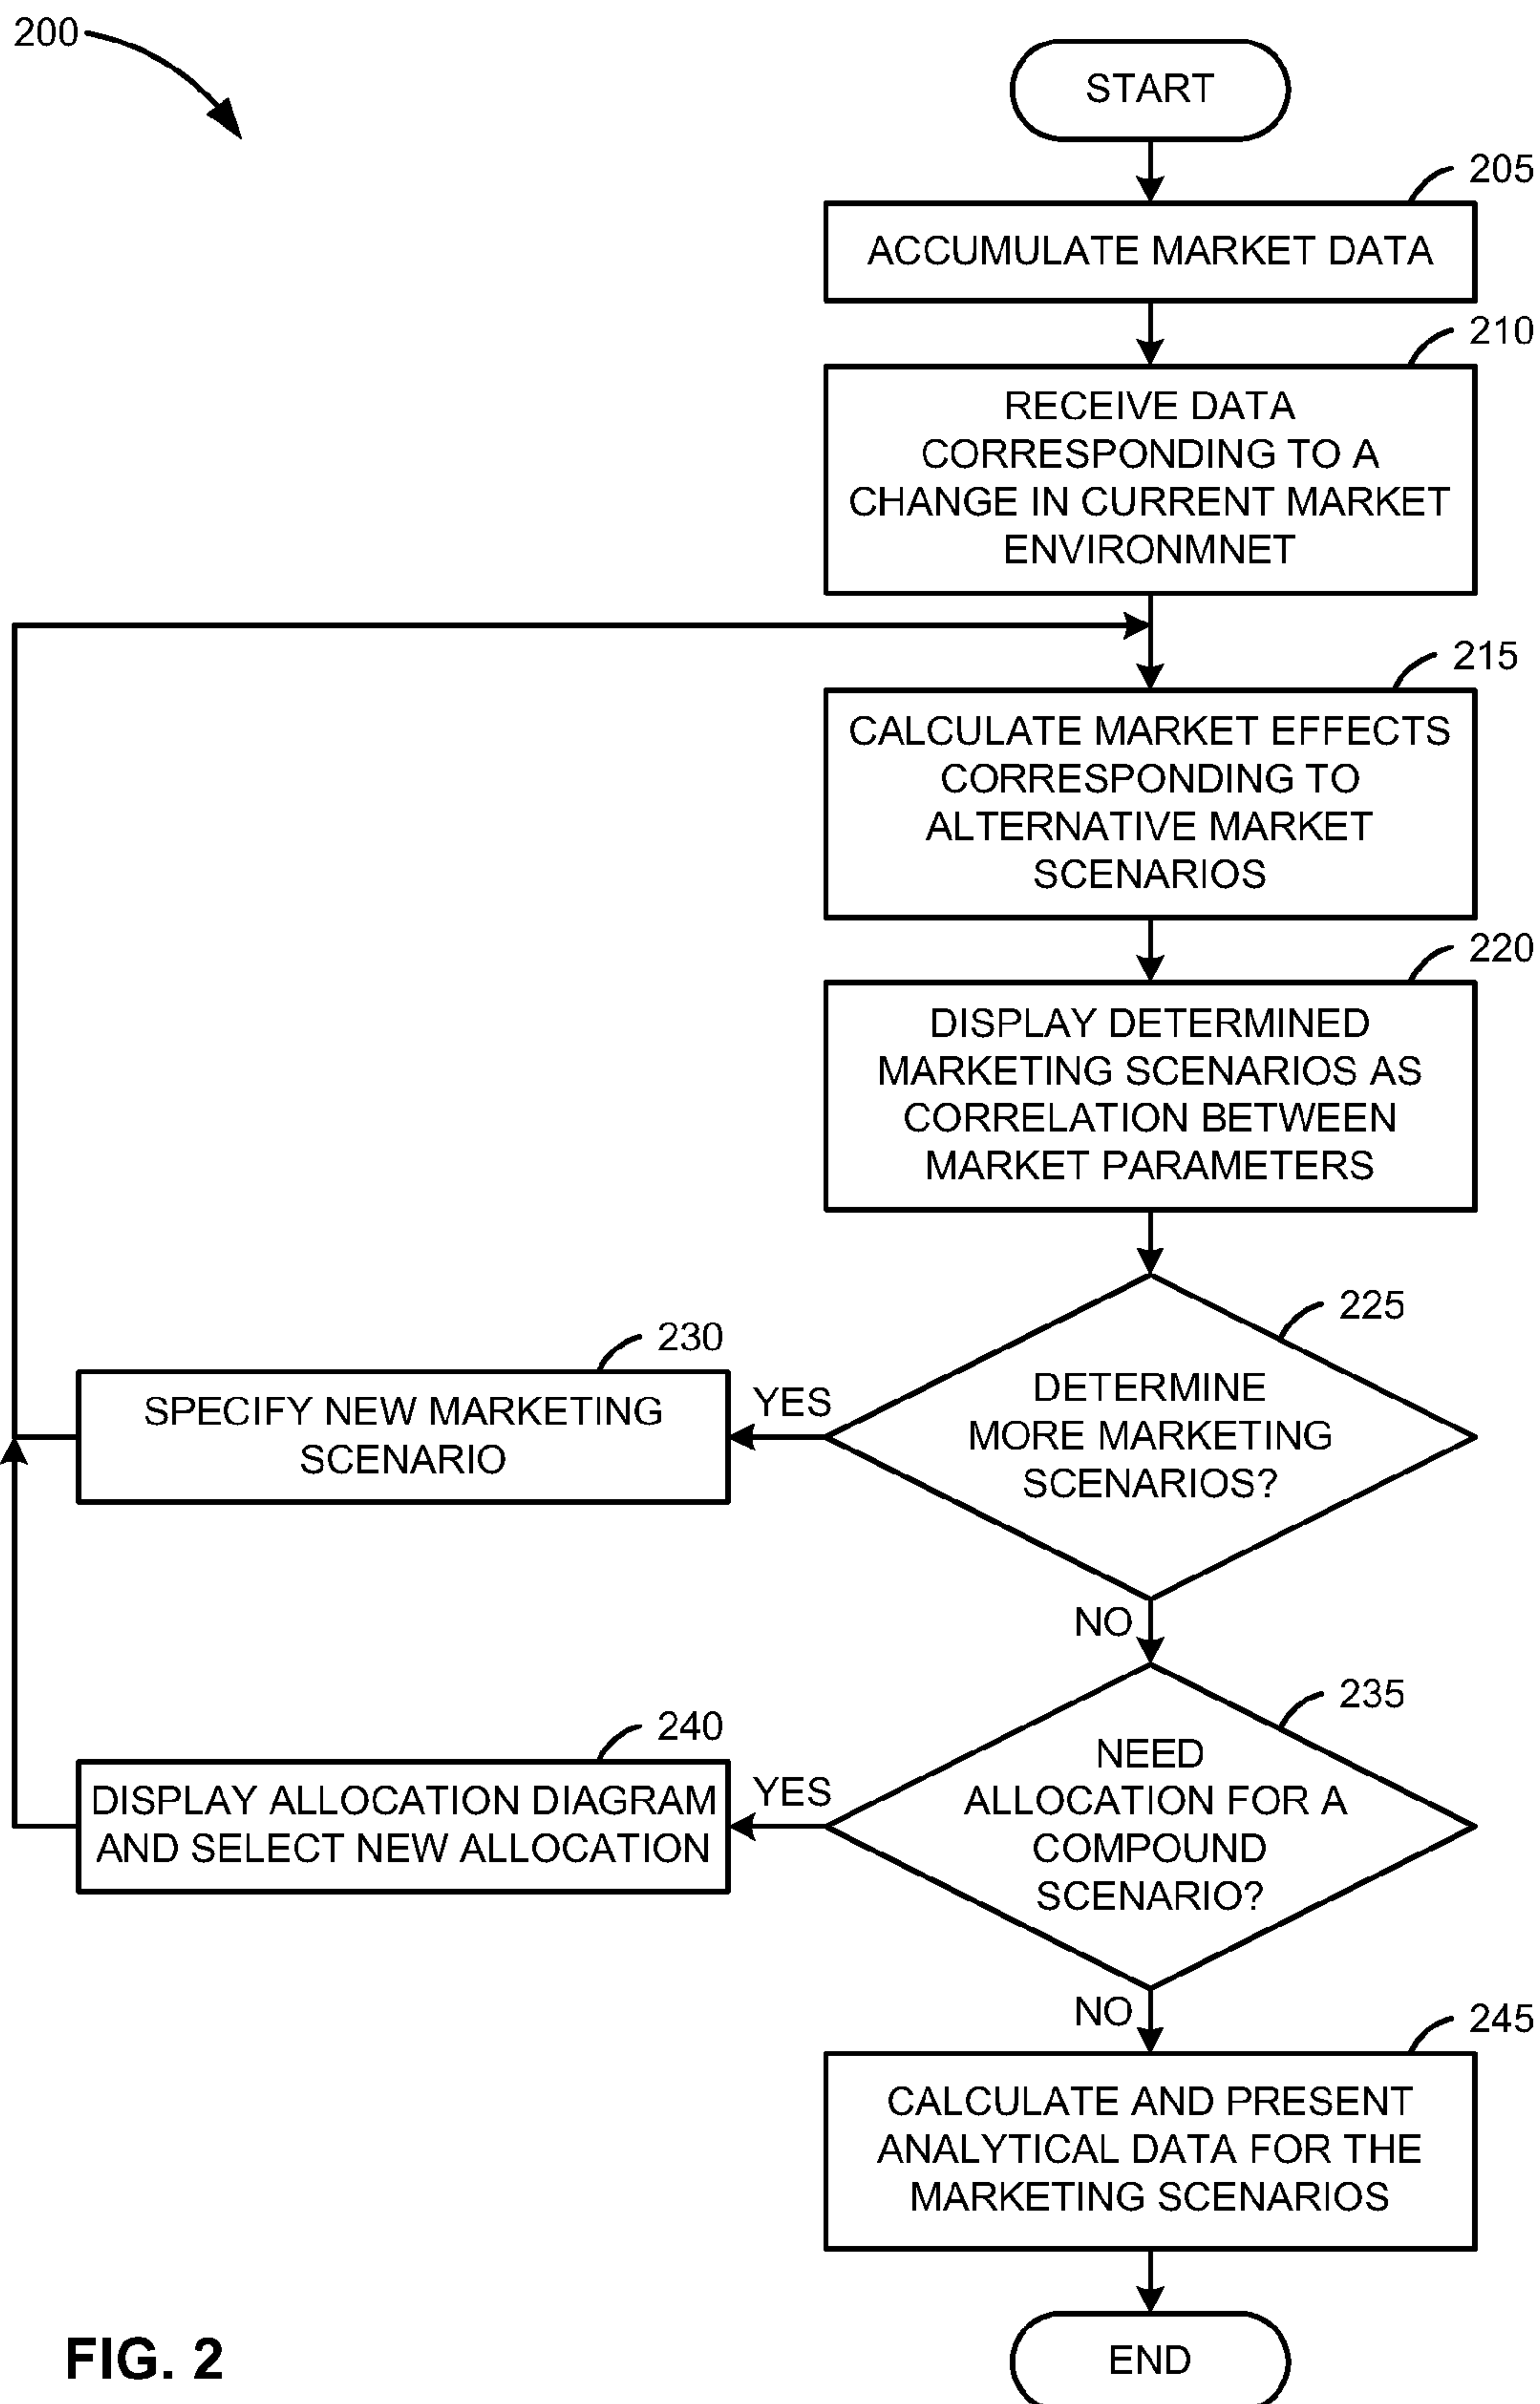 200
START
205
ACCUMULATE MARKET DATA
210
RECEIVE DATA
CORRESPONDING TO A
CHANGE IN CURRENT MARKET
ENVIRONMNET
215
CALCULATE MARKET EFFECTS
CORRESPONDING TO
ALTERNATIVE MARKET
SCENARIOS
220
DISPLAY DETERMINED
MARKETING SCENARIOS AS
CORRELATION BETWEEN
MARKET PARAMETERS
225
DETERMINE
MORE MARKETING
SCENARIOS?
YES
230
SPECIFY NEW MARKETING
SCENARIO
NO
235
NEED
ALLOCATION FOR A
COMPOUND
SCENARIO?
YES
240
DISPLAY ALLOCATION DIAGRAM
AND SELECT NEW ALLOCATION
NO
245
CALCULATE AND PRESENT
ANALYTICAL DATA FOR THE
MARKETING SCENARIOS
END
FIG. 2